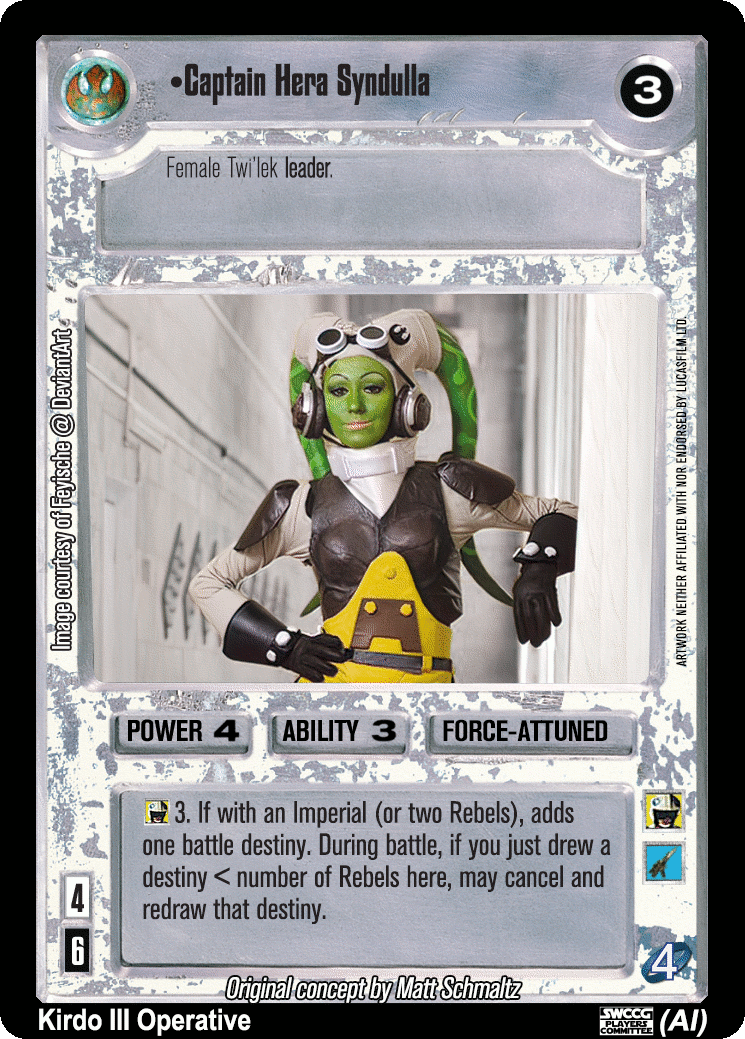 •Captain Hera Syndulla
3
Female Twi'lek leader.
Image courtesy of Feyische @ DeviantArt
ARTWORK NEITHER AFFILIATED WITH NOR ENDORSED BY LUCASFILM LTD.
POWER 4
ABILITY 3
FORCE-ATTUNED
3. If with an Imperial (or two Rebels), adds
one battle destiny. During battle, if you just drew a
destiny < number of Rebels here, may cancel and
redraw that destiny.
4
6
4
Original concept by Matt Schmaltz
Kirdo III Operative
SWCCG
PLAYERS
COMMITTEE
(AI)